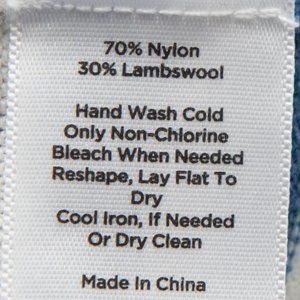 70% Nylon
30% Lambswool
Hand Wash Cold
Only Non-Chlorine
Bleach When Needed
Reshape, Lay Flat To
Dry
Cool Iron, If Needed
Or Dry Clean
Made In China